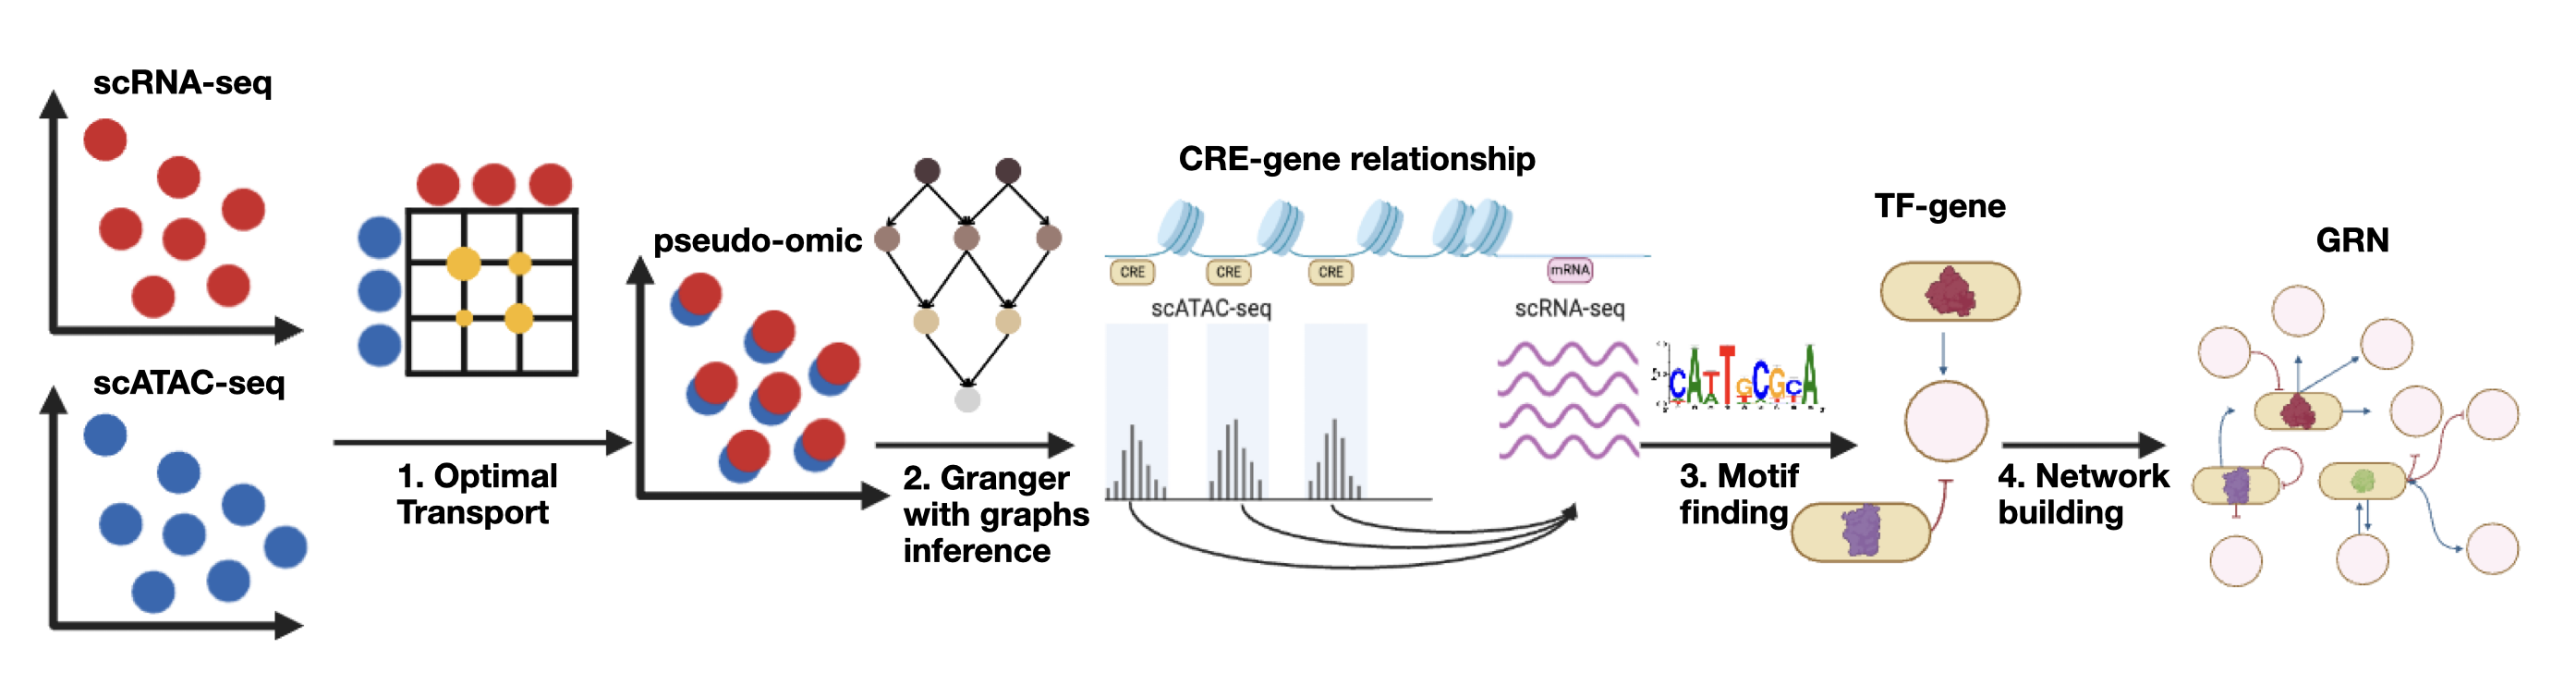 scRNA-seq
scATAC-seq
1. Optimal
Transport
pseudo-omic
2. Granger
with graphs
inference
CRE-gene relationship
CRE
CRE
CRE
mRNA
scATAC-seq
scRNA-seq
CATTGCGCA
3. Motif
finding
TF-gene
4. Network
building
GRN